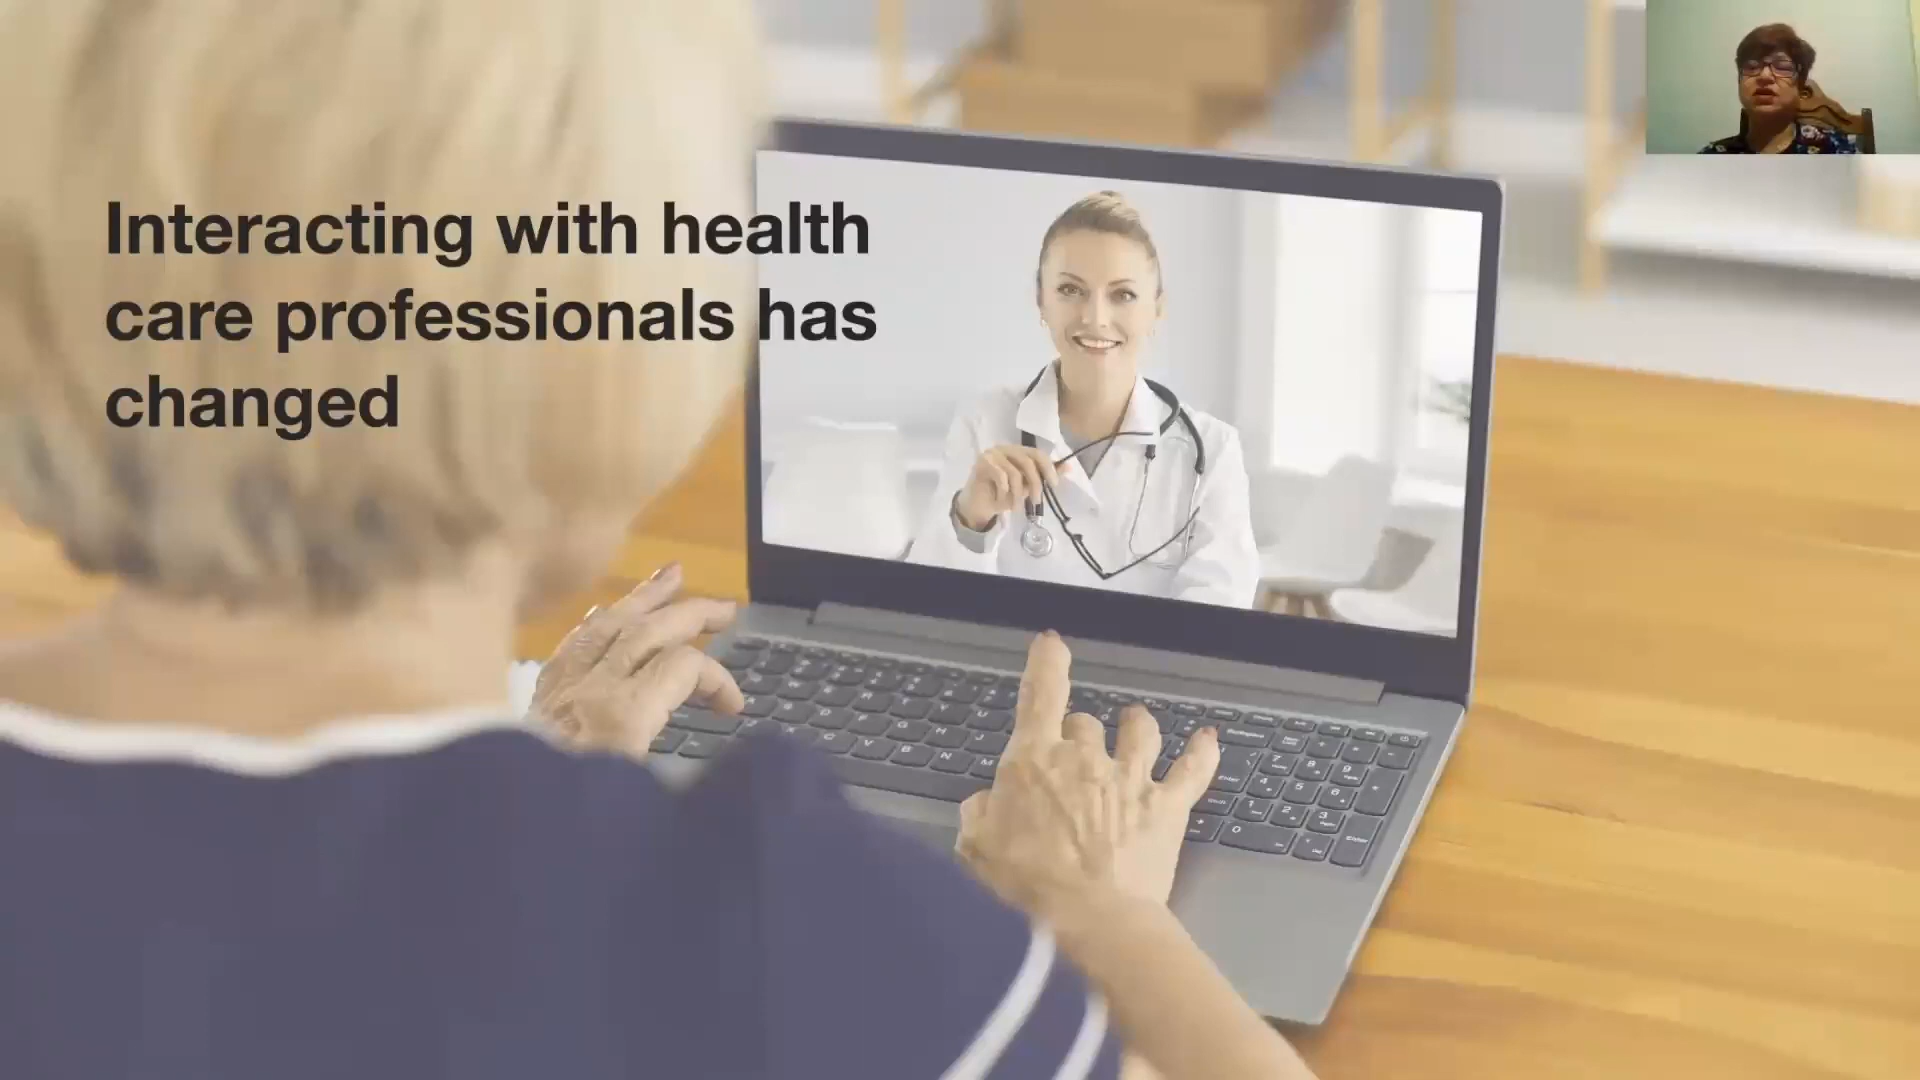 Interacting with health
care professionals has
changed